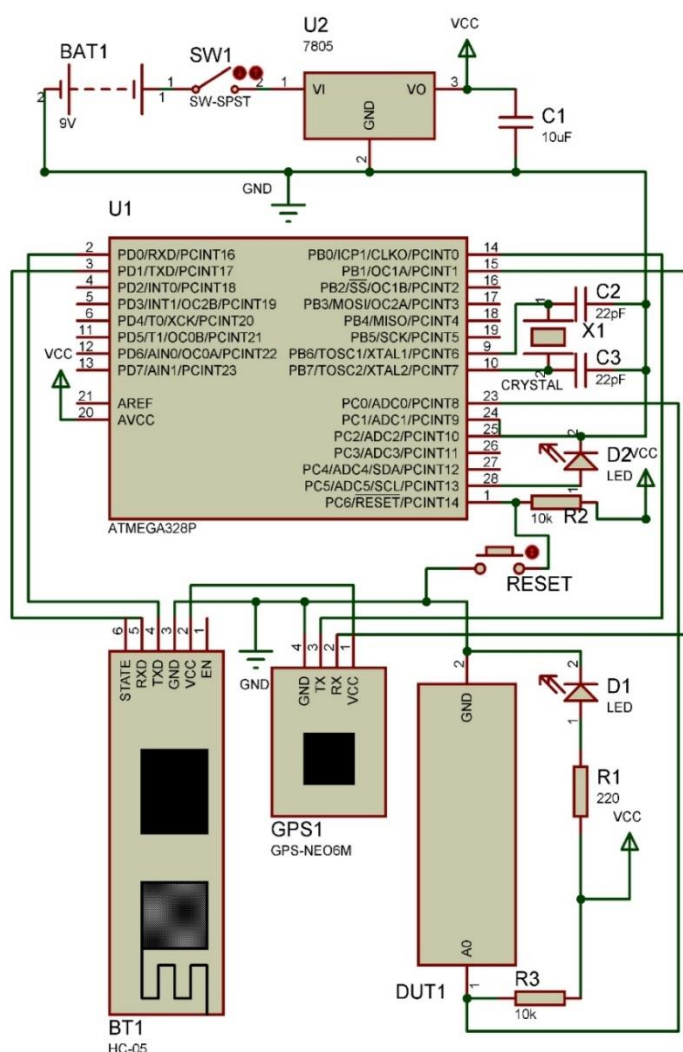 BAT1
2
9V
1
1
SW1
2
SW-SPST
U2
7805
1
VI
VO
3
GND
2
VCC
C1
10uF
GND
U1
2
PD0/RXD/PCINT16
3
PD1/TXD/PCINT17
4
PD2/INT0/PCINT18
5
PD3/INT1/OC2B/PCINT19
6
PD4/T0/XCK/PCINT20
11
PD5/T1/OC0B/PCINT21
12
PD6/AIN0/OC0A/PCINT22
13
PD7/AIN1/PCINT23
VCC
21
AREF
20
AVCC
PB0/ICP1/CLKO/PCINT0
14
PB1/OC1A/PCINT1
15
PB2/SS/OC1B/PCINT2
16
PB3/MOSI/OC2A/PCINT3
17
PB4/MISO/PCINT4
18
PB5/SCK/PCINT5
19
PB6/TOSC1/XTAL1/PCINT6
9
PB7/TOSC2/XTAL2/PCINT7
10
PC0/ADC0/PCINT8
23
PC1/ADC1/PCINT9
24
PC2/ADC2/PCINT10
25
PC3/ADC3/PCINT11
26
PC4/ADC4/SDA/PCINT12
27
PC5/ADC5/SCL/PCINT13
28
PC6/RESET/PCINT14
1
ATMEGA328P
1
C2
22pF
X1
2
CRYSTAL
C3
22pF
2
D2
LED
1
VCC
10k
R2
RESET
6
STATE
5
RXD
4
TXD
3
GND
2
VCC
1
EN
BT1
HC-05
GND
4
GND
3
TX
2
RX
1
VCC
GPS1
GPS-NEO6M
2
GND
A0
1
DUT1
2
D1
LED
1
R1
220
VCC
R3
10k